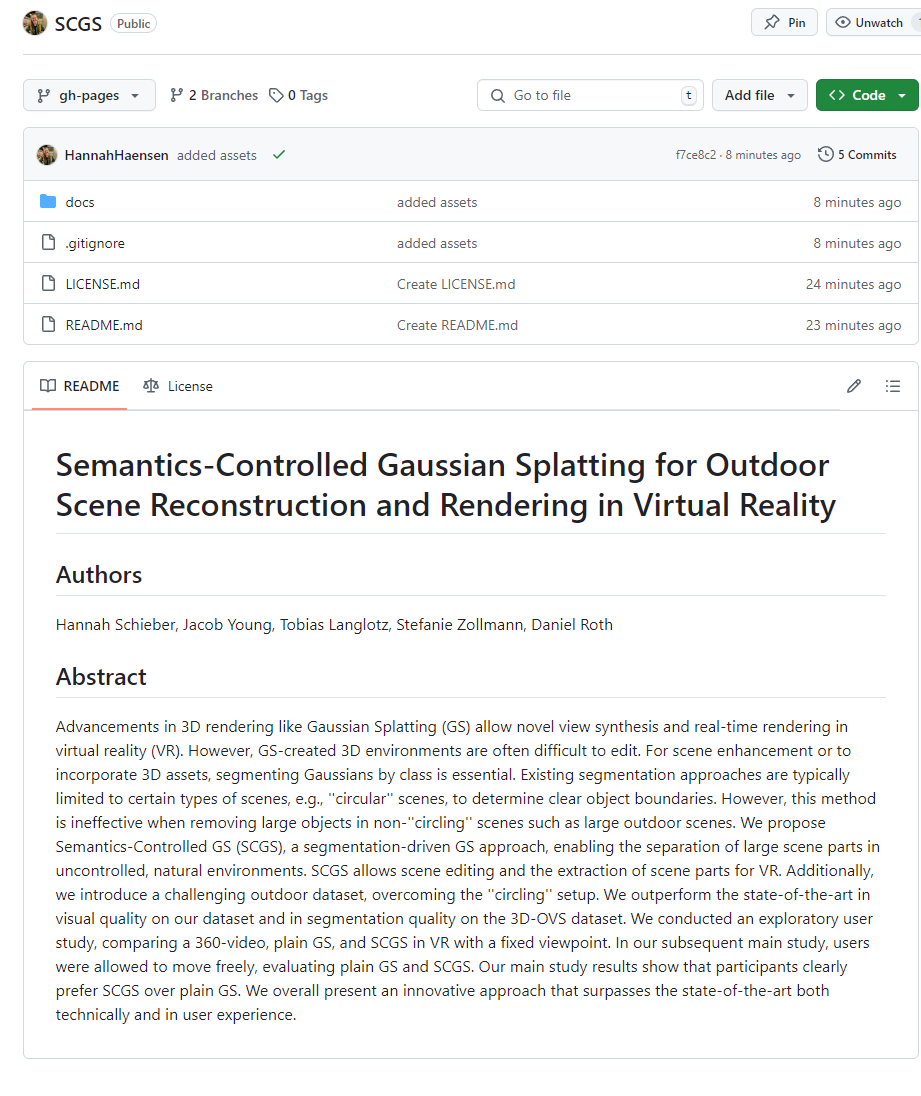 SCGS Public Pin Unwatch
gh-pages 2 Branches 0 Tags Go to file t Add file Code
HannahHaensen added assets f7ce8c2 · 8 minutes ago 5 Commits
docs added assets 8 minutes ago
.gitignore added assets 8 minutes ago
LICENSE.md Create LICENSE.md 24 minutes ago
README.md Create README.md 23 minutes ago
README License
Semantics-Controlled Gaussian Splatting for Outdoor
Scene Reconstruction and Rendering in Virtual Reality
Authors
Hannah Schieber, Jacob Young, Tobias Langlotz, Stefanie Zollmann, Daniel Roth
Abstract
Advancements in 3D rendering like Gaussian Splatting (GS) allow novel view synthesis and real-time rendering in
virtual reality (VR). However, GS-created 3D environments are often difficult to edit. For scene enhancement or to
incorporate 3D assets, segmenting Gaussians by class is essential. Existing segmentation approaches are typically
limited to certain types of scenes, e.g., ''circular'' scenes, to determine clear object boundaries. However, this method
is ineffective when removing large objects in non-''circling'' scenes such as large outdoor scenes. We propose
Semantics-Controlled GS (SCGS), a segmentation-driven GS approach, enabling the separation of large scene parts in
uncontrolled, natural environments. SCGS allows scene editing and the extraction of scene parts for VR. Additionally,
we introduce a challenging outdoor dataset, overcoming the ''circling'' setup. We outperform the state-of-the-art in
visual quality on our dataset and in segmentation quality on the 3D-OVS dataset. We conducted an exploratory user
study, comparing a 360-video, plain GS, and SCGS in VR with a fixed viewpoint. In our subsequent main study, users
were allowed to move freely, evaluating plain GS and SCGS. Our main study results show that participants clearly
prefer SCGS over plain GS. We overall present an innovative approach that surpasses the state-of-the-art both
technically and in user experience.